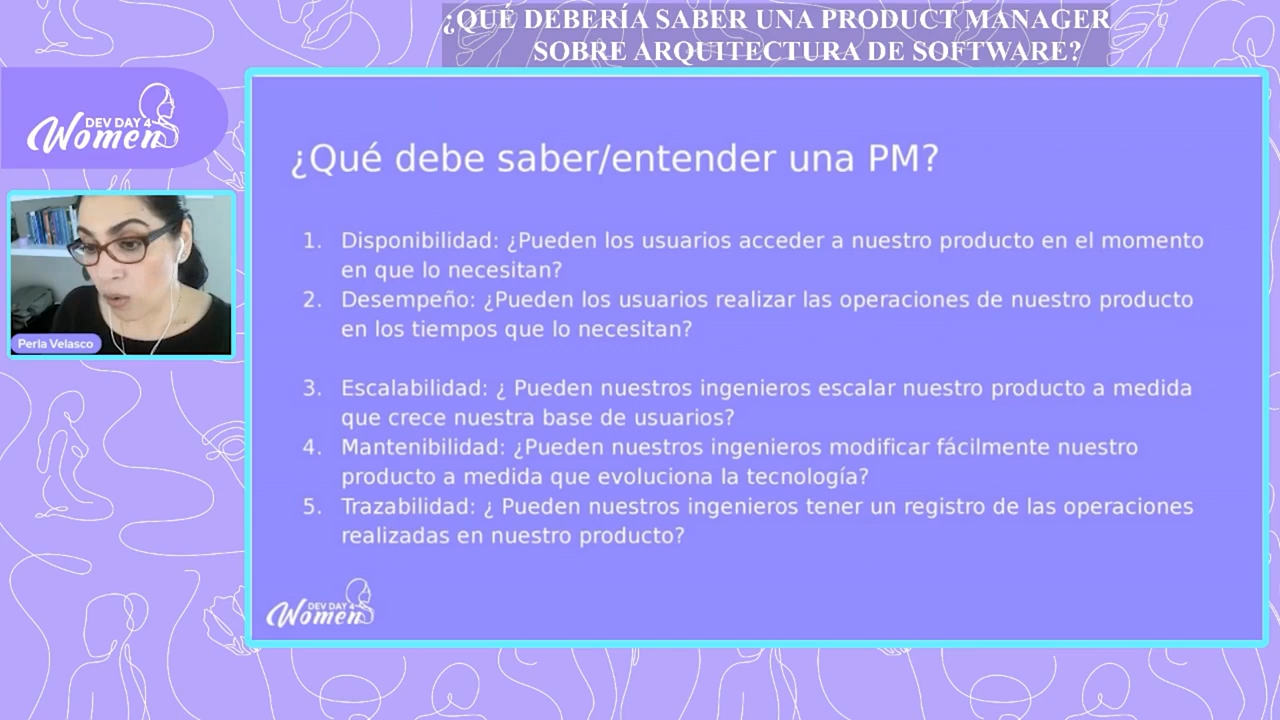 ¿QUÉ DEBERÍA SABER UNA PRODUCT MANAGER
SOBRE ARQUITECTURA DE SOFTWARE?
DEV DAY 4
Women
Perla Velasco
¿Qué debe saber/entender una PM?
1. Disponibilidad: ¿Pueden los usuarios acceder a nuestro producto en el momento
en que lo necesitan?
2. Desempeño: ¿Pueden los usuarios realizar las operaciones de nuestro producto
en los tiempos que lo necesitan?
3. Escalabilidad: ¿ Pueden nuestros ingenieros escalar nuestro producto a medida
que crece nuestra base de usuarios?
4. Mantenibilidad: ¿Pueden nuestros ingenieros modificar fácilmente nuestro
producto a medida que evoluciona la tecnología?
5. Trazabilidad: ¿ Pueden nuestros ingenieros tener un registro de las operaciones
realizadas en nuestro producto?
DEV DAY 4
Women